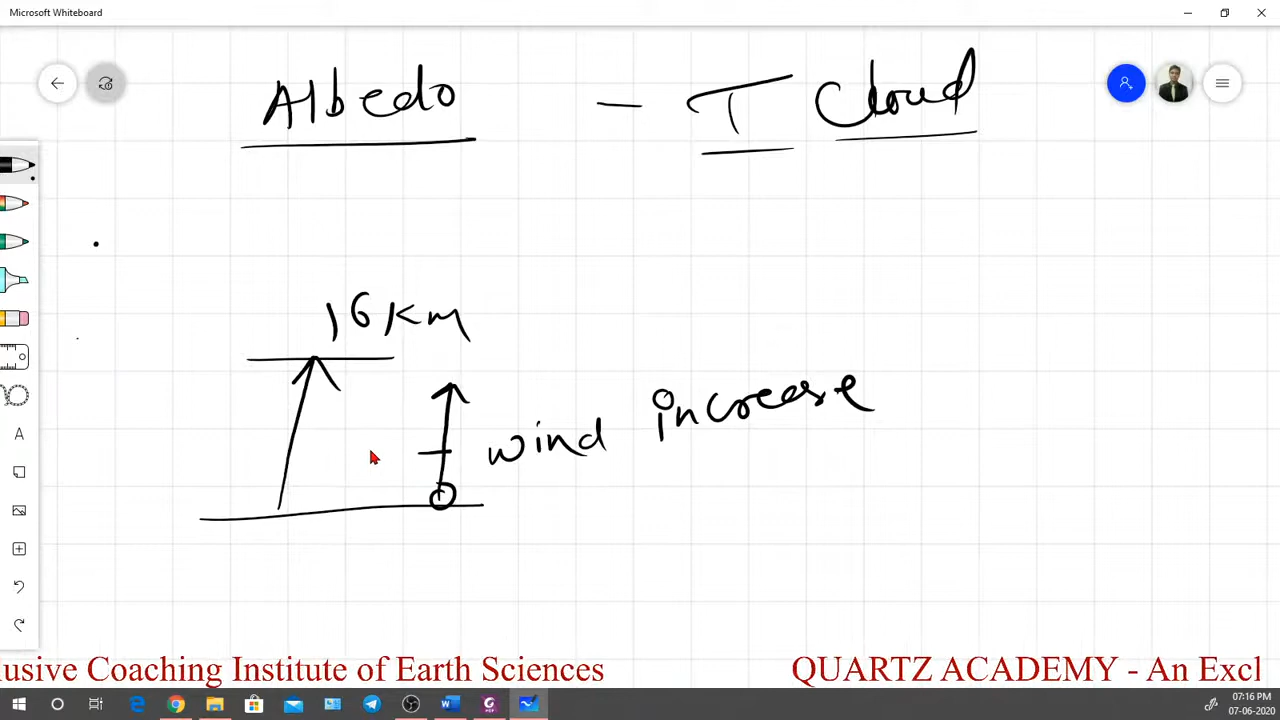 Microsoft Whiteboard
Albedo - T Cloud
16 Km
wind increase
A
lusive Coaching Institute of Earth Sciences QUARTZ ACADEMY - An Excl
07:16 PM
07-06-2020